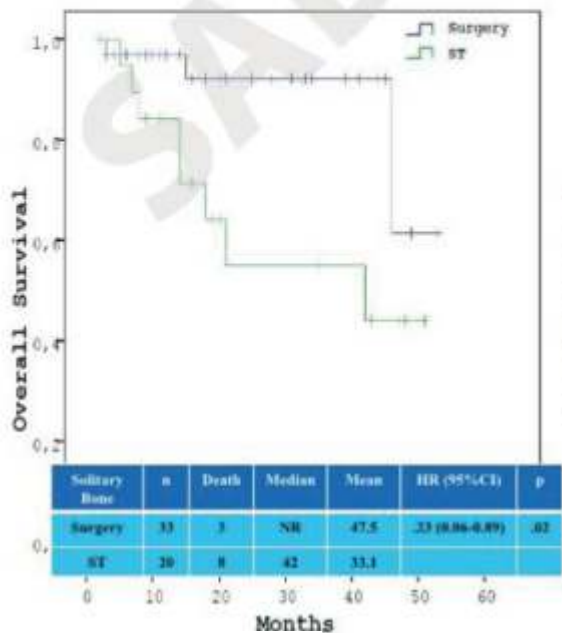 Surgery
ST
1,0
0,8
0,6
0,4
0,2
0,
Overall Survival
Solitary Bone n Death Median Mean HR (95%CI) p
Surgery 33 3 NR 47.5 .23 (0.06-0.89) .02
ST 20 8 42 33.1
0 10 20 30 40 50 60
Months